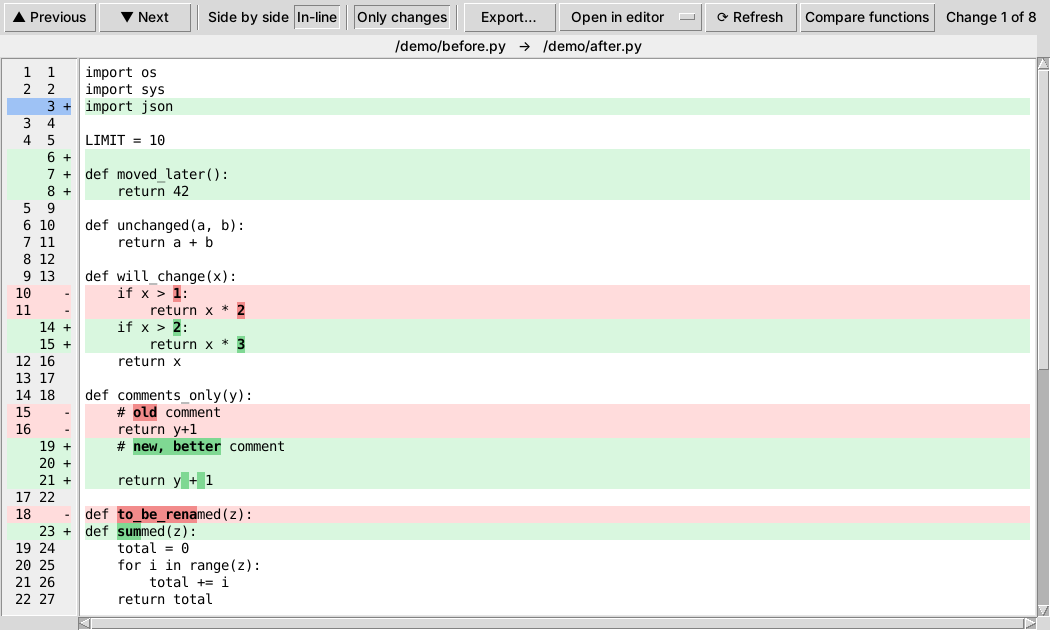 ▲ Previous ▼ Next Side by side In-line Only changes Export... Open in editor ⟳ Refresh Compare functions Change 1 of 8
/demo/before.py → /demo/after.py
1 1 import os
2 2 import sys
3 + import json
3 4
4 5 LIMIT = 10
6 +
7 + def moved_later():
8 + return 42
5 9
6 10 def unchanged(a, b):
7 11 return a + b
8 12
9 13 def will_change(x):
10 - if x > 1:
11 - return x * 2
14 + if x > 2:
15 + return x * 3
12 16 return x
13 17
14 18 def comments_only(y):
15 - # old comment
16 - return y+1
19 + # new, better comment
20 +
21 + return y + 1
17 22
18 - def to_be_renamed(z):
23 + def summed(z):
19 24 total = 0
20 25 for i in range(z):
21 26 total += i
22 27 return total